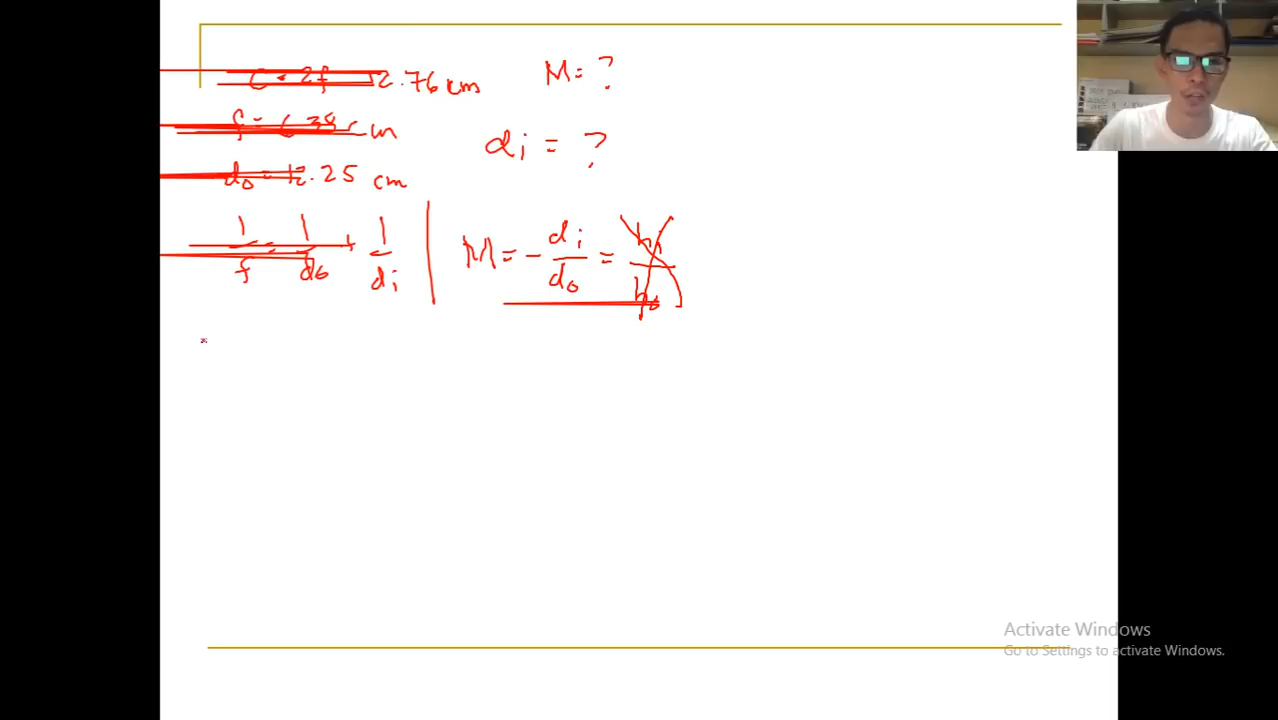 C = 2f = 12.76 cm
f = 6.38 cm
do = 12.25 cm
M = ?
di = ?
1/f = 1/do + 1/di
M = - di/do = hi/ho
Activate Windows
Go to Settings to activate Windows.